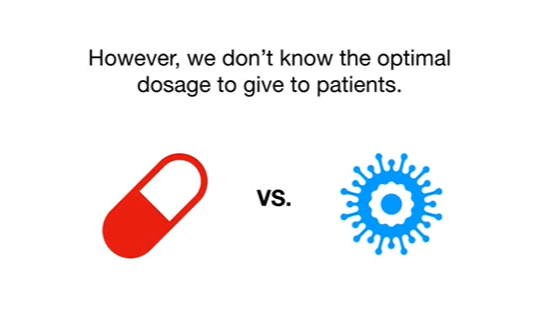 However, we don’t know the optimal
dosage to give to patients.
vs.